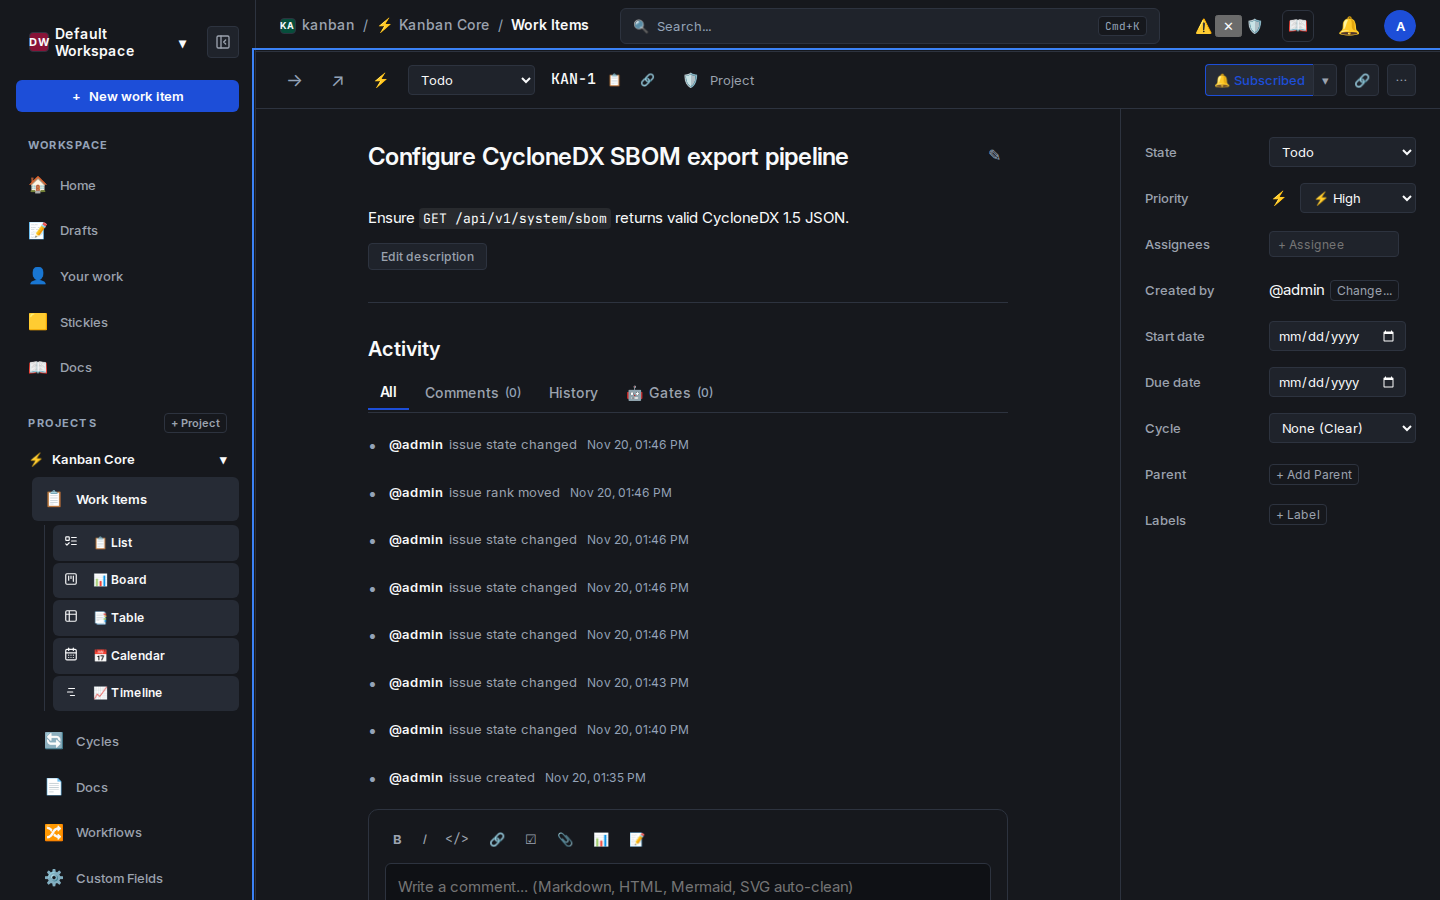 DW Default Workspace ▼
+ New work item
WORKSPACE
🏠 Home
📝 Drafts
👤 Your work
🟨 Stickies
📖 Docs
PROJECTS + Project
⚡ Kanban Core ▼
📋 Work Items
📋 List
📊 Board
📑 Table
📅 Calendar
📈 Timeline
🔄 Cycles
📄 Docs
🔀 Workflows
⚙️ Custom Fields
KA kanban / ⚡ Kanban Core / Work Items
🔍 Search... Cmd+K
⚠️ ✕ 🛡️ 📖 🔔 A
→ ↗ ⚡ Todo KAN-1 📋 🔗 🛡️ Project
🔔 Subscribed ▾ 🔗 ...
Configure CycloneDX SBOM export pipeline ✎
Ensure GET /api/v1/system/sbom returns valid CycloneDX 1.5 JSON.
Edit description
Activity
All Comments (0) History 🤖 Gates (0)
● @admin issue state changed Nov 20, 01:46 PM
● @admin issue rank moved Nov 20, 01:46 PM
● @admin issue state changed Nov 20, 01:46 PM
● @admin issue state changed Nov 20, 01:46 PM
● @admin issue state changed Nov 20, 01:46 PM
● @admin issue state changed Nov 20, 01:43 PM
● @admin issue state changed Nov 20, 01:40 PM
● @admin issue created Nov 20, 01:35 PM
B I </> 🔗 ☑ 📎 📊 📝
Write a comment... (Markdown, HTML, Mermaid, SVG auto-clean)
State Todo
Priority ⚡ ⚡ High
Assignees + Assignee
Created by @admin Change...
Start date mm/dd/yyyy
Due date mm/dd/yyyy
Cycle None (Clear)
Parent + Add Parent
Labels + Label